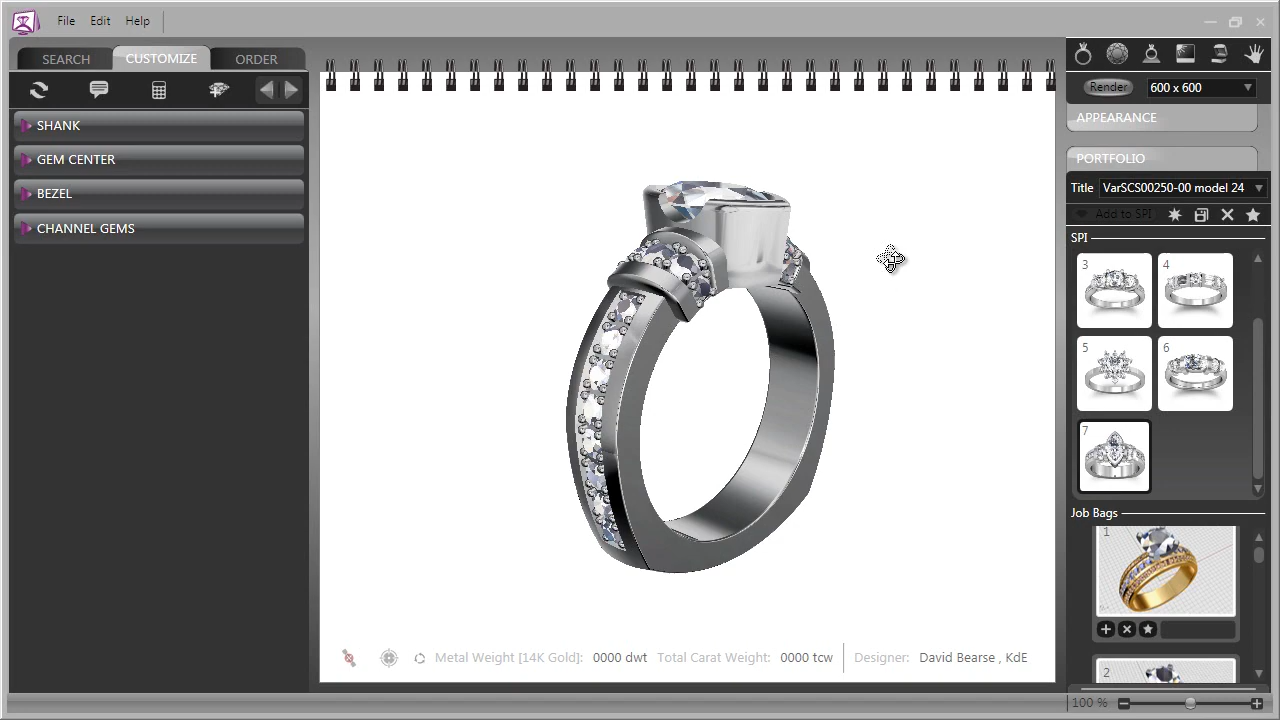 File Edit Help
SEARCH CUSTOMIZE ORDER
SHANK
GEM CENTER
BEZEL
CHANNEL GEMS
Metal Weight [14K Gold]: 0000 dwt Total Carat Weight: 0000 tcw Designer: David Bearse , KdE
Render 600 x 600
APPEARANCE
PORTFOLIO
Title VarSCS00250-00 model 24
Add to SPI
SPI
3 4
5 6
7
Job Bags
1
2
100 %